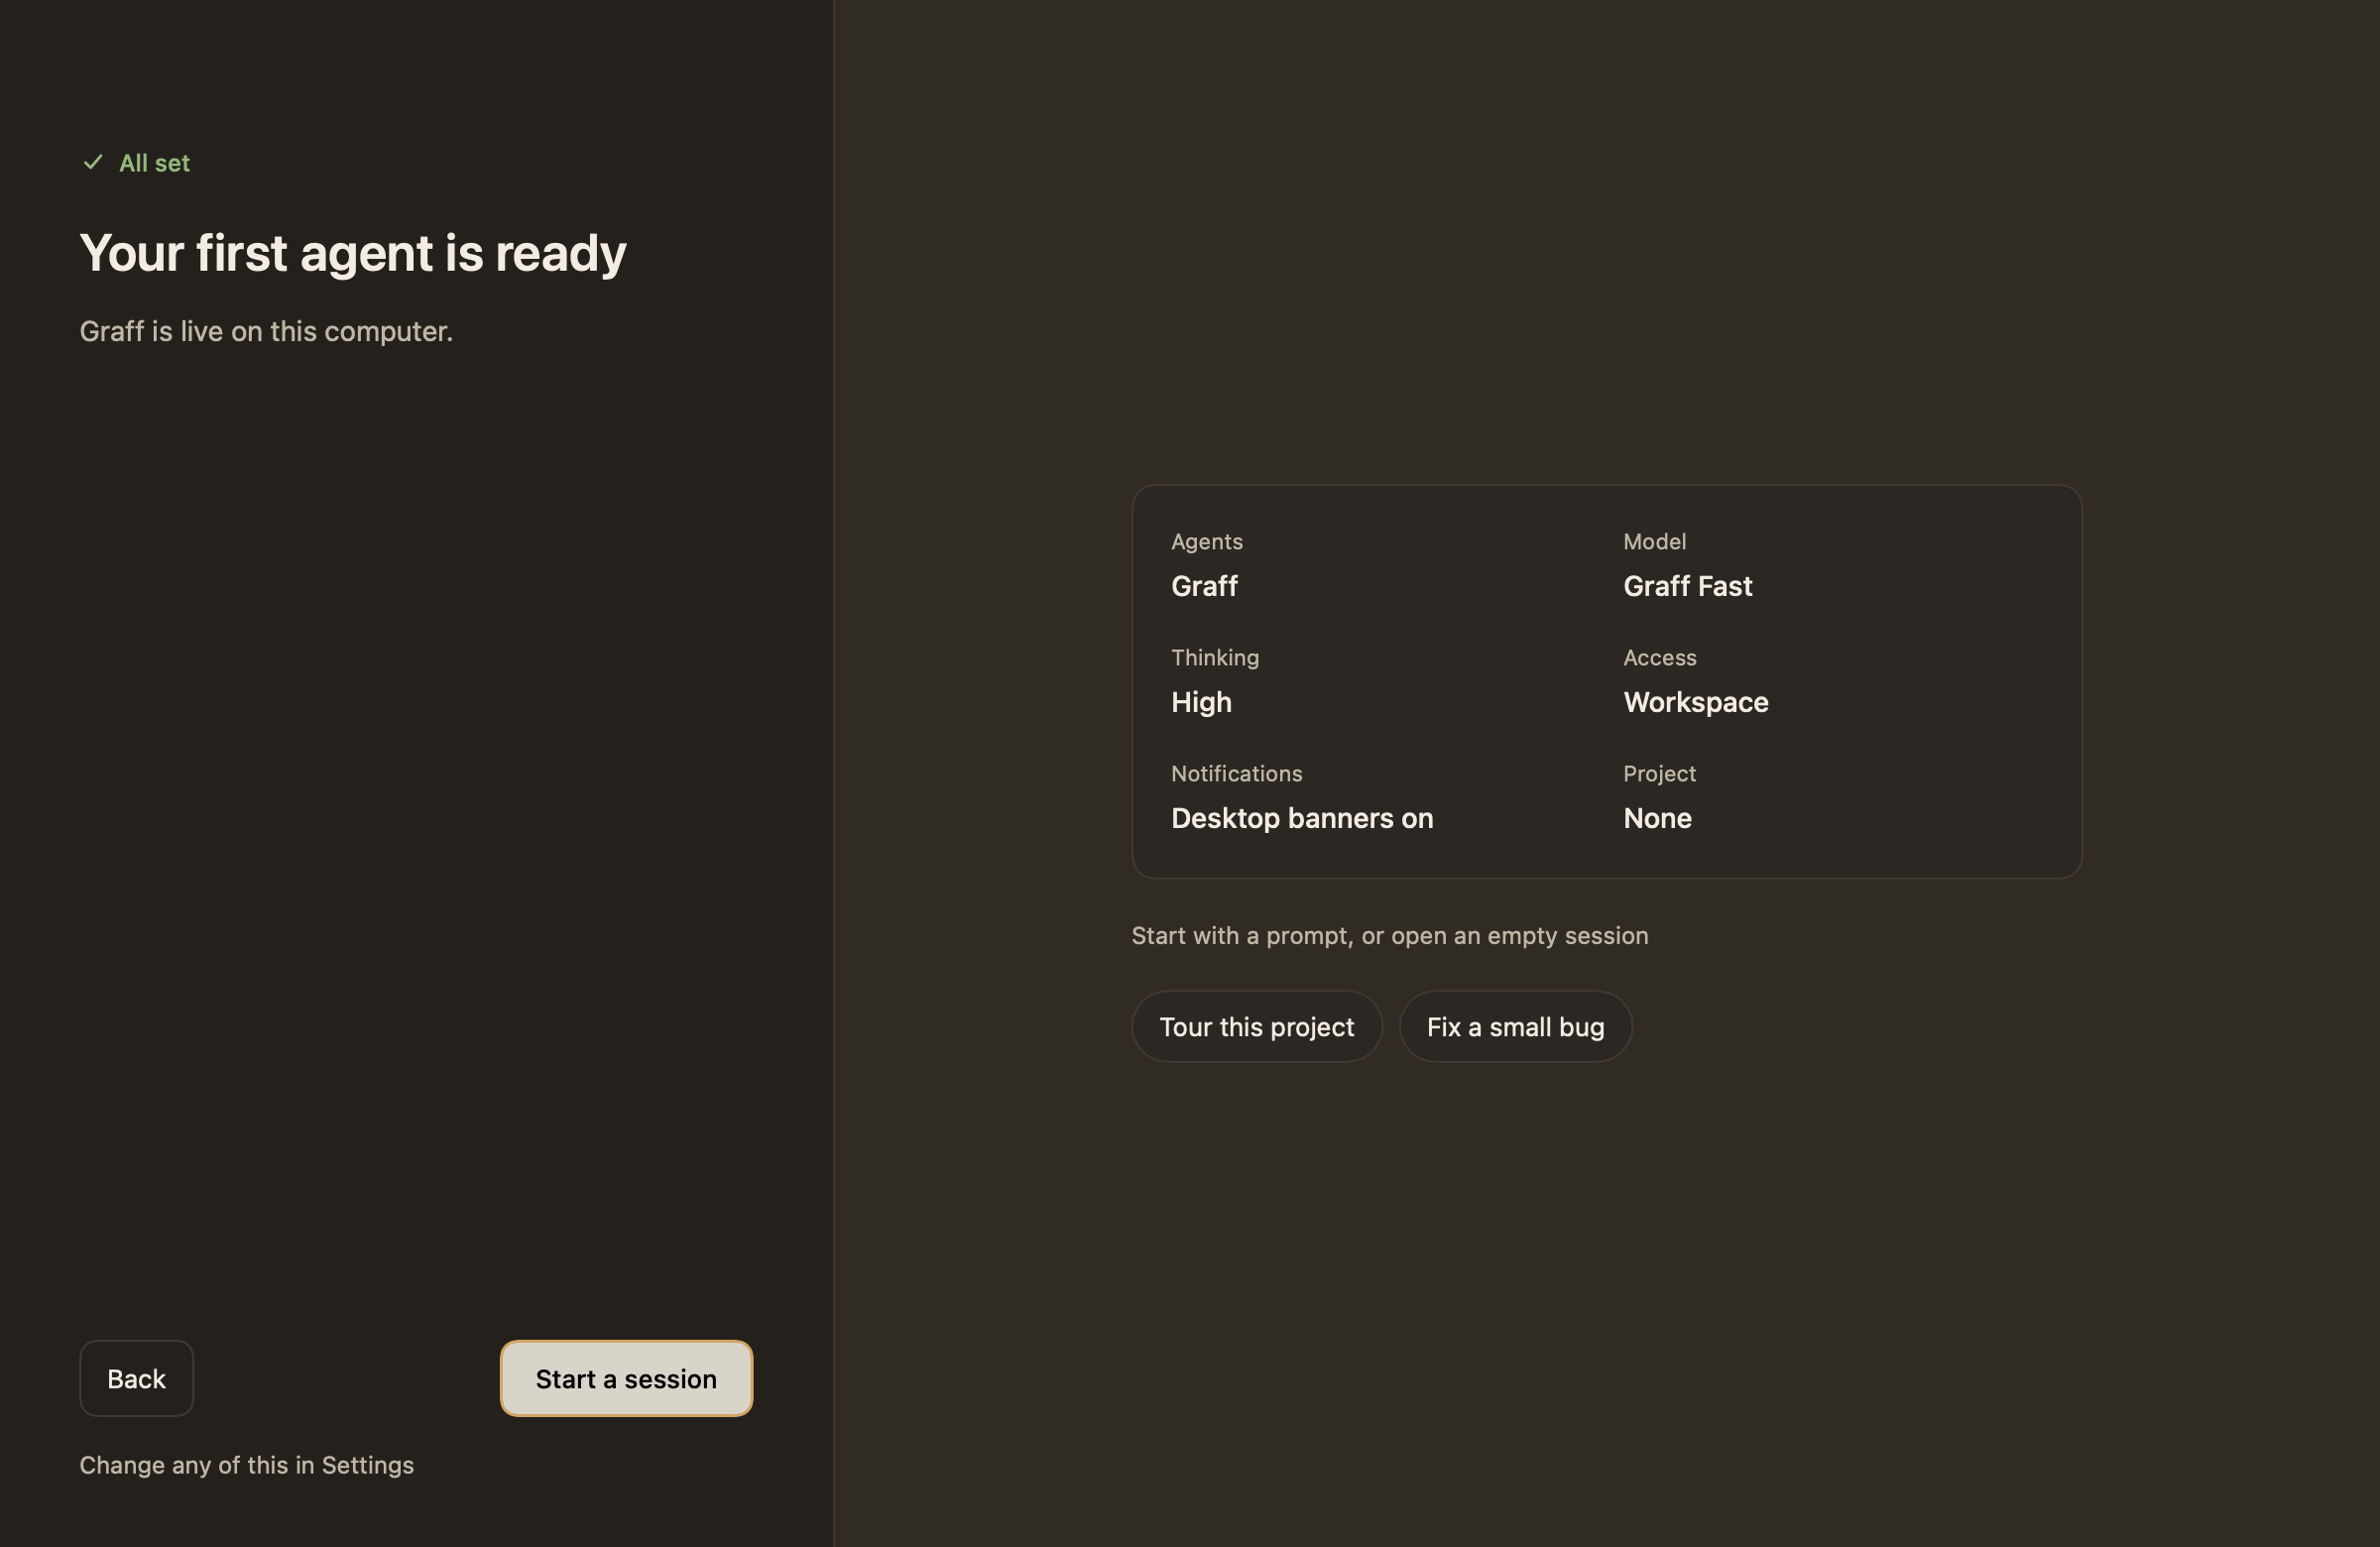 All set
Your first agent is ready
Graff is live on this computer.
Agents
Graff
Model
Graff Fast
Thinking
High
Access
Workspace
Notifications
Desktop banners on
Project
None
Start with a prompt, or open an empty session
Tour this project
Fix a small bug
Back
Start a session
Change any of this in Settings